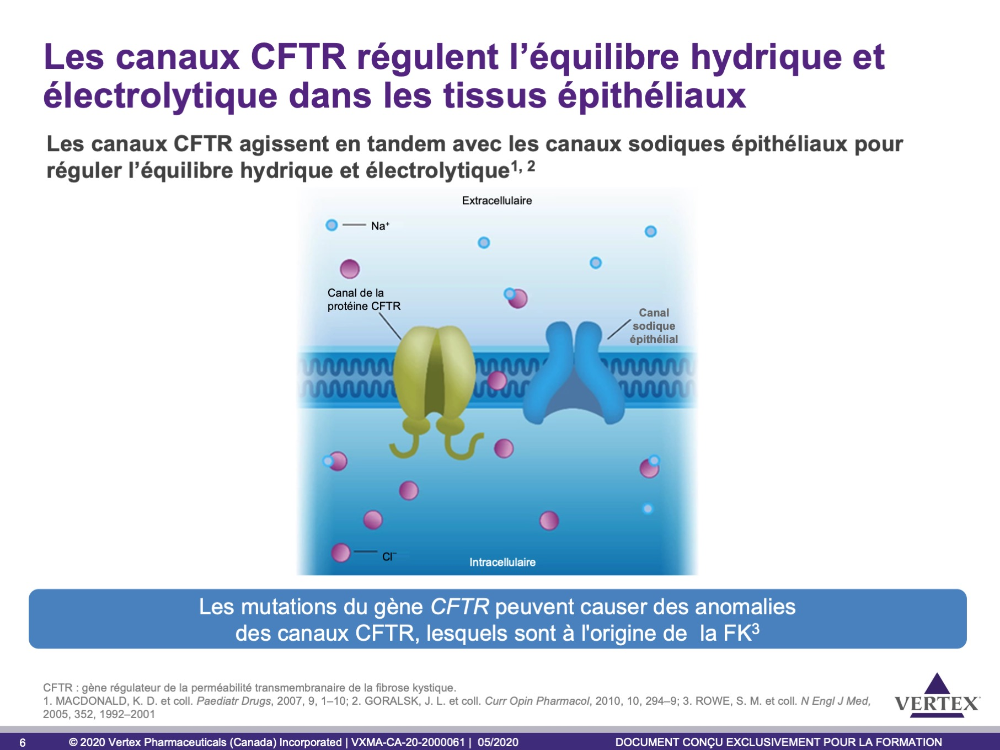 Les canaux CFTR régulent l’équilibre hydrique et
électrolytique dans les tissus épithéliaux
Les canaux CFTR agissent en tandem avec les canaux sodiques épithéliaux pour
réguler l’équilibre hydrique et électrolytique1, 2
Extracellulaire
Na+
Canal de la
protéine CFTR
Canal
sodique
épithélial
Cl–
Intracellulaire
Les mutations du gène CFTR peuvent causer des anomalies
des canaux CFTR, lesquels sont à l'origine de  la FK3
CFTR : gène régulateur de la perméabilité transmembranaire de la fibrose kystique.
1. MACDONALD, K. D. et coll. Paediatr Drugs, 2007, 9, 1–10; 2. GORALSK, J. L. et coll. Curr Opin Pharmacol, 2010, 10, 294–9; 3. ROWE, S. M. et coll. N Engl J Med,
2005, 352, 1992–2001
VERTEX
6
© 2020 Vertex Pharmaceuticals (Canada) Incorporated | VXMA-CA-20-2000061 |  05/2020
DOCUMENT CONÇU EXCLUSIVEMENT POUR LA FORMATION